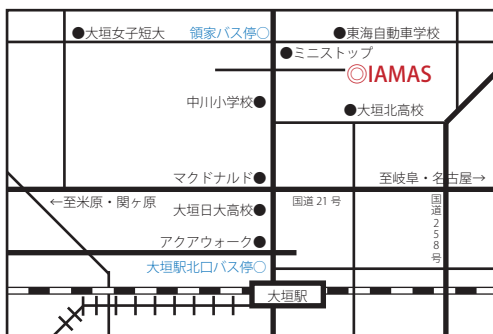 ●大垣女子短大
領家バス停○
●東海自動車学校
●ミニストップ
◎IAMAS
中川小学校●
●大垣北高校
マクドナルド●
至岐阜・名古屋→
←至米原・関ヶ原
国道21号
国道258号
大垣日大高校●
アクアウォーク●
大垣駅北口バス停○
大垣駅